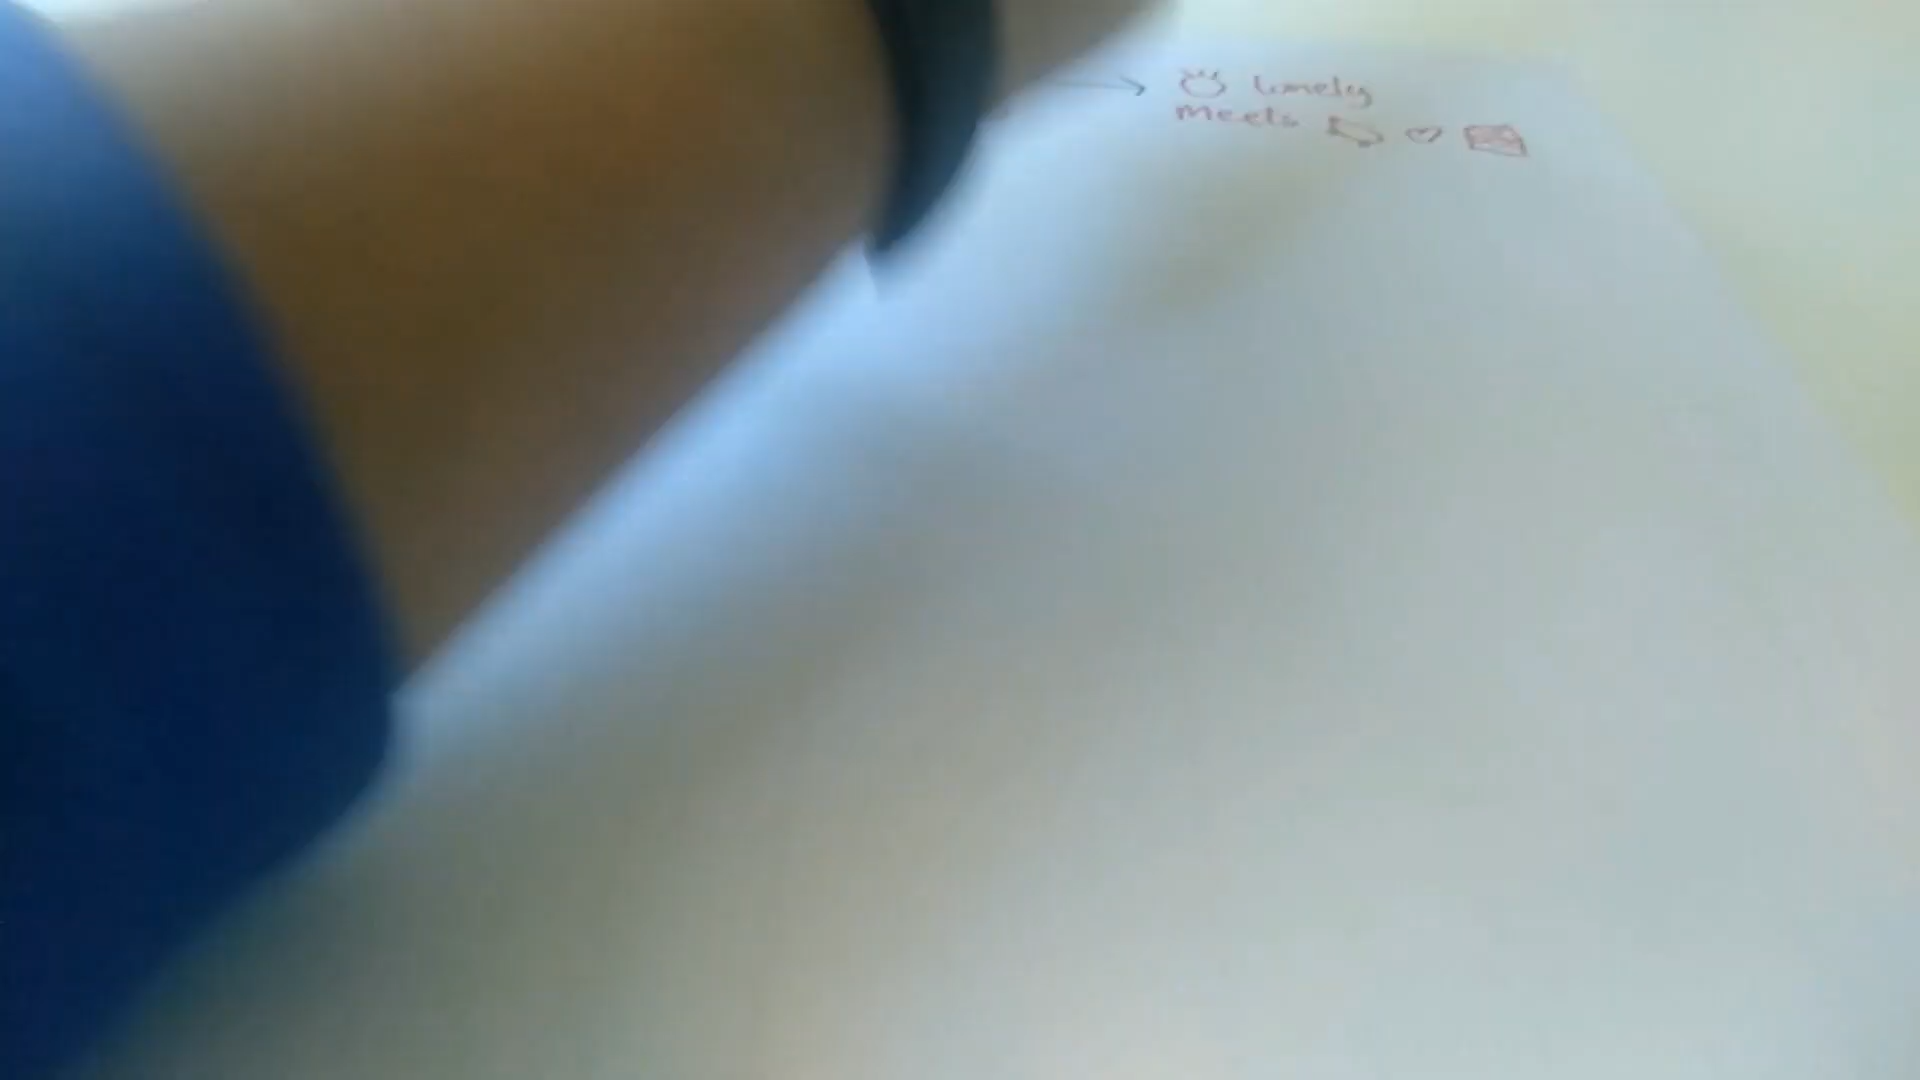 → lonely
meets ♡